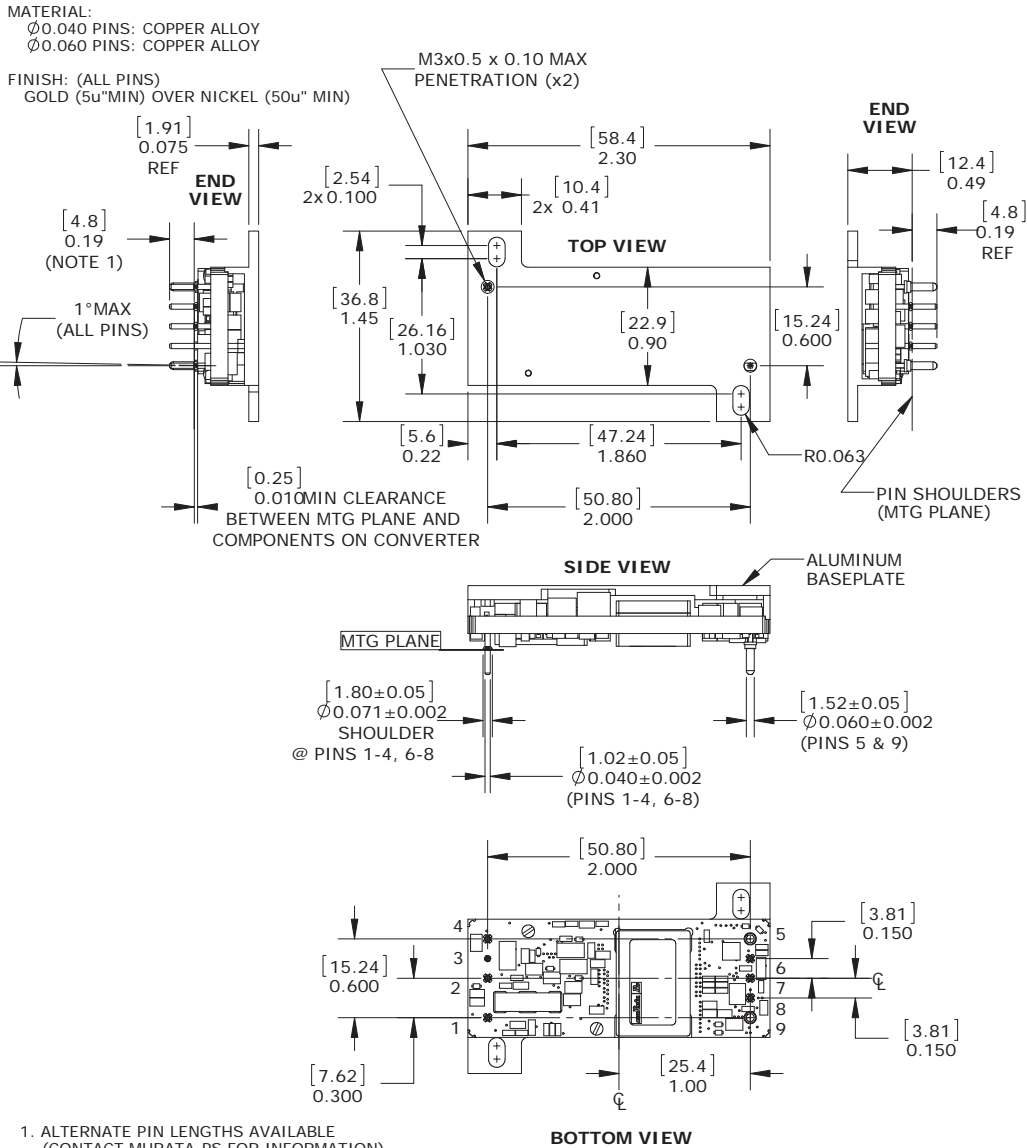 MATERIAL:
Ø0.040 PINS: COPPER ALLOY
Ø0.060 PINS: COPPER ALLOY
FINISH: (ALL PINS)
GOLD (5u"MIN) OVER NICKEL (50u" MIN)
M3x0.5 x 0.10 MAX
PENETRATION (x2)
[1.91]
0.075
REF
END
VIEW
[4.8]
0.19
(NOTE 1)
1°MAX
(ALL PINS)
[0.25]
0.010MIN CLEARANCE
BETWEEN MTG PLANE AND
COMPONENTS ON CONVERTER
[58.4]
2.30
[2.54]
2x0.100
[10.4]
2x 0.41
TOP VIEW
[36.8]
1.45
[26.16]
1.030
[22.9]
0.90
[15.24]
0.600
[5.6]
0.22
[47.24]
1.860
R0.063
[50.80]
2.000
END
VIEW
[12.4]
0.49
[4.8]
0.19
REF
PIN SHOULDERS
(MTG PLANE)
SIDE VIEW
ALUMINUM
BASEPLATE
MTG PLANE
[1.80±0.05]
Ø0.071±0.002
SHOULDER
@ PINS 1-4, 6-8
[1.02±0.05]
Ø0.040±0.002
(PINS 1-4, 6-8)
[1.52±0.05]
Ø0.060±0.002
(PINS 5 & 9)
[50.80]
2.000
4
3
2
1
5
6
7
8
9
[15.24]
0.600
[7.62]
0.300
[3.81]
0.150
℄
[3.81]
0.150
[25.4]
1.00
℄
BOTTOM VIEW
1. ALTERNATE PIN LENGTHS AVAILABLE
(CONTACT MURATA-PS FOR INFORMATION)